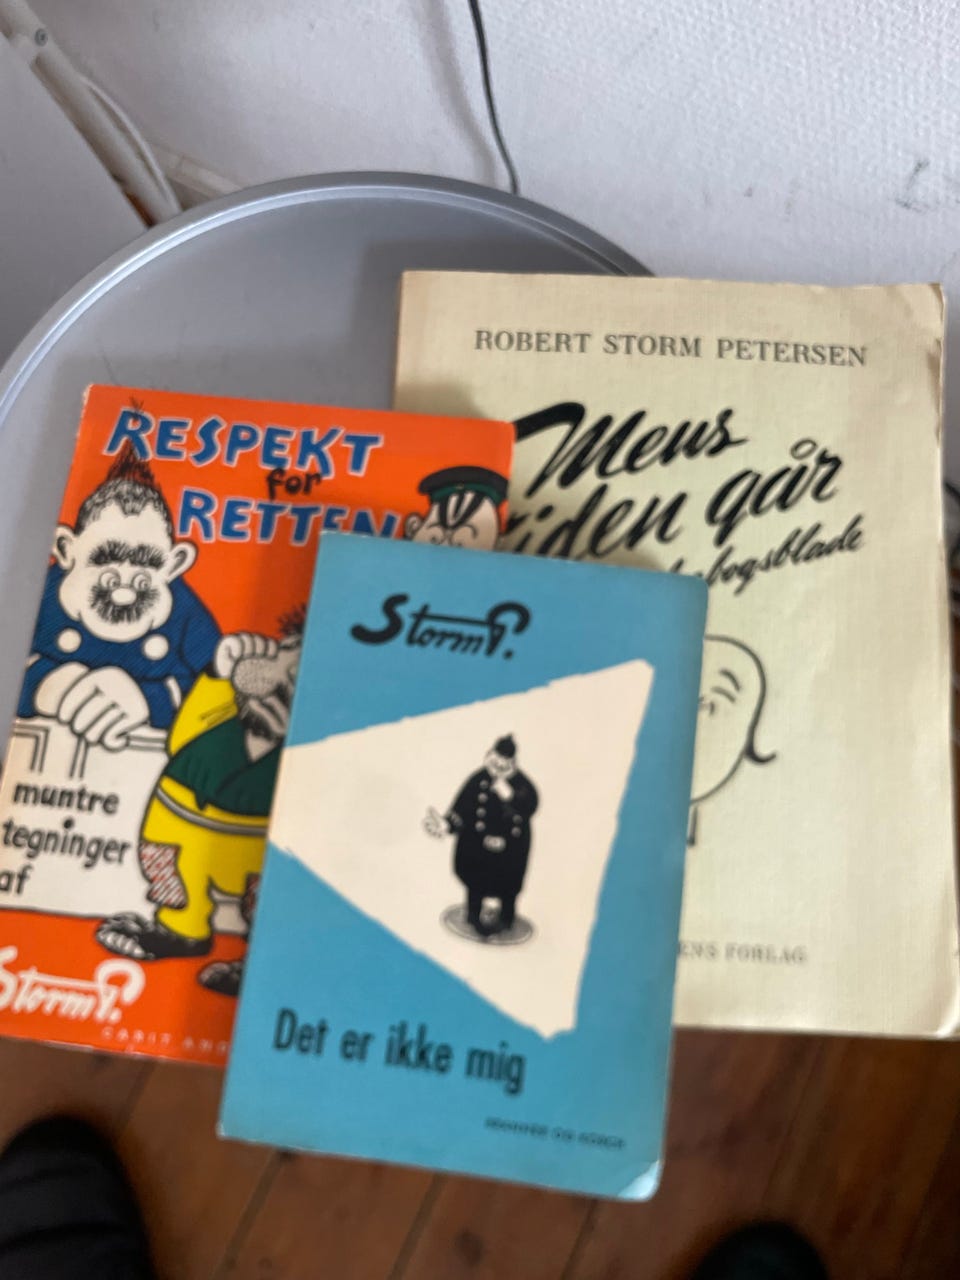 ROBERT STORM PETERSEN
Mens
tiden går
RESPEKT
for
RETTEN
muntre
tegninger
af
Storm P.
Storm P.
Det er ikke mig
ENS FORLAG